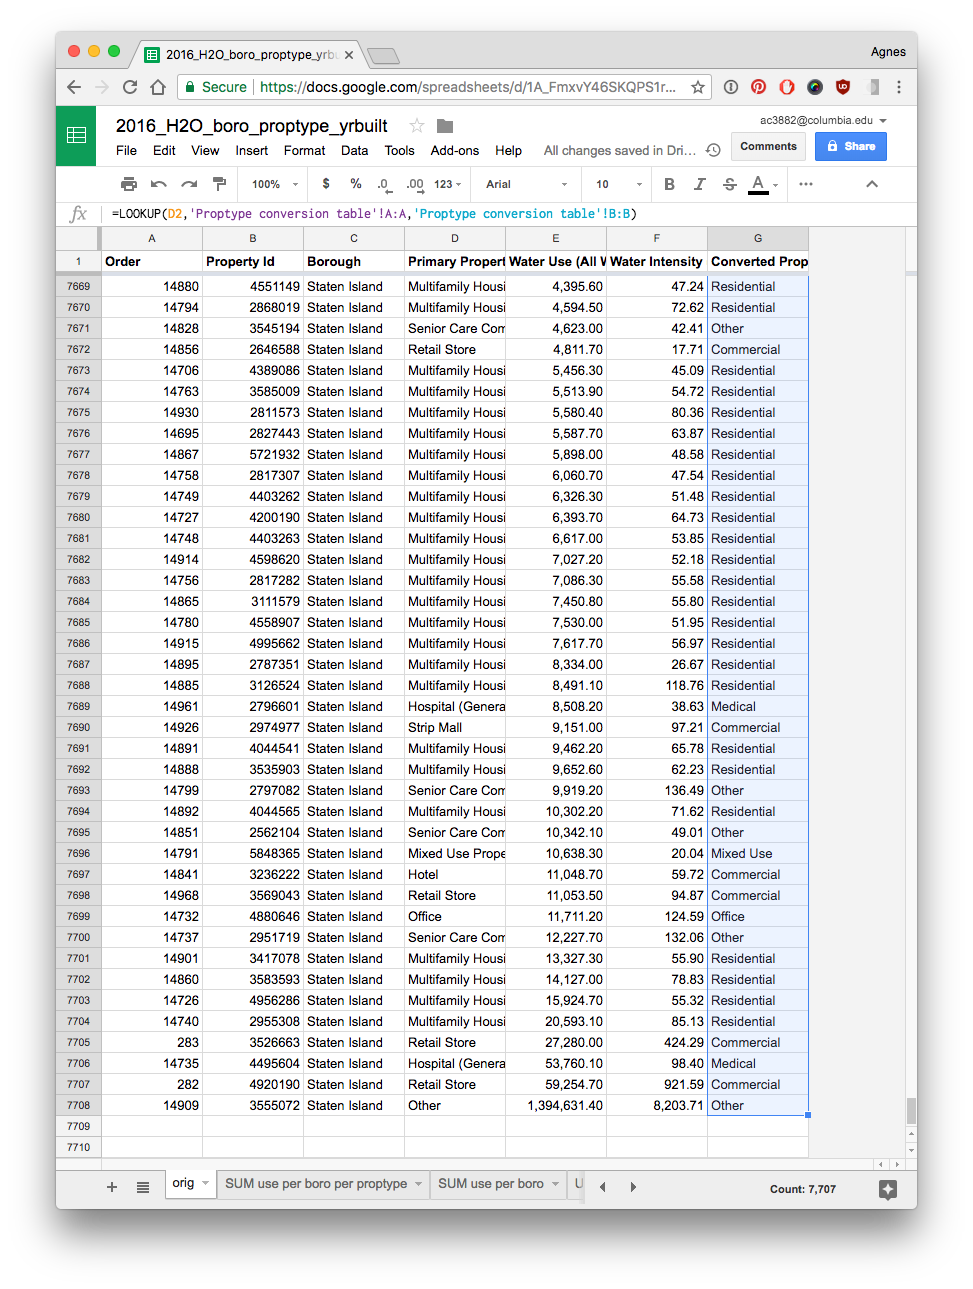 2016_H2O_boro_proptype_yrb
Agnes
Secure https://docs.google.com/spreadsheets/d/1A_FmxvY46SKQPS1r...
2016_H2O_boro_proptype_yrbuilt
ac3882@columbia.edu
File Edit View Insert Format Data Tools Add-ons Help All changes saved in Dri... Comments Share
100% $ % .0 .00 123 Arial 10 B I S A
fx =LOOKUP(D2,'Proptype conversion table'!A:A,'Proptype conversion table'!B:B)
A B C D E F G
1 Order Property Id Borough Primary Propert Water Use (All W Water Intensity Converted Prop
7669 14880 4551149 Staten Island Multifamily Housi 4,395.60 47.24 Residential
7670 14794 2868019 Staten Island Multifamily Housi 4,594.50 72.62 Residential
7671 14828 3545194 Staten Island Senior Care Com 4,623.00 42.41 Other
7672 14856 2646588 Staten Island Retail Store 4,811.70 17.71 Commercial
7673 14706 4389086 Staten Island Multifamily Housi 5,456.30 45.09 Residential
7674 14763 3585009 Staten Island Multifamily Housi 5,513.90 54.72 Residential
7675 14930 2811573 Staten Island Multifamily Housi 5,580.40 80.36 Residential
7676 14695 2827443 Staten Island Multifamily Housi 5,587.70 63.87 Residential
7677 14867 5721932 Staten Island Multifamily Housi 5,898.00 48.58 Residential
7678 14758 2817307 Staten Island Multifamily Housi 6,060.70 47.54 Residential
7679 14749 4403262 Staten Island Multifamily Housi 6,326.30 51.48 Residential
7680 14727 4200190 Staten Island Multifamily Housi 6,393.70 64.73 Residential
7681 14748 4403263 Staten Island Multifamily Housi 6,617.00 53.85 Residential
7682 14914 4598620 Staten Island Multifamily Housi 7,027.20 52.18 Residential
7683 14756 2817282 Staten Island Multifamily Housi 7,086.30 55.58 Residential
7684 14865 3111579 Staten Island Multifamily Housi 7,450.80 55.80 Residential
7685 14780 4558907 Staten Island Multifamily Housi 7,530.00 51.95 Residential
7686 14915 4995662 Staten Island Multifamily Housi 7,617.70 56.97 Residential
7687 14895 2787351 Staten Island Multifamily Housi 8,334.00 26.67 Residential
7688 14885 3126524 Staten Island Multifamily Housi 8,491.10 118.76 Residential
7689 14961 2796601 Staten Island Hospital (Genera 8,508.20 38.63 Medical
7690 14926 2974977 Staten Island Strip Mall 9,151.00 97.21 Commercial
7691 14891 4044541 Staten Island Multifamily Housi 9,462.20 65.78 Residential
7692 14888 3535903 Staten Island Multifamily Housi 9,652.60 62.23 Residential
7693 14799 2797082 Staten Island Senior Care Com 9,919.20 136.49 Other
7694 14892 4044565 Staten Island Multifamily Housi 10,302.20 71.62 Residential
7695 14851 2562104 Staten Island Senior Care Com 10,342.10 49.01 Other
7696 14791 5848365 Staten Island Mixed Use Prope 10,638.30 20.04 Mixed Use
7697 14841 3236222 Staten Island Hotel 11,048.70 59.72 Commercial
7698 14968 3569043 Staten Island Retail Store 11,053.50 94.87 Commercial
7699 14732 4880646 Staten Island Office 11,711.20 124.59 Office
7700 14737 2951719 Staten Island Senior Care Com 12,227.70 132.06 Other
7701 14901 3417078 Staten Island Multifamily Housi 13,327.30 55.90 Residential
7702 14860 3583593 Staten Island Multifamily Housi 14,127.00 78.83 Residential
7703 14726 4956286 Staten Island Multifamily Housi 15,924.70 55.32 Residential
7704 14740 2955308 Staten Island Multifamily Housi 20,593.10 85.13 Residential
7705 283 3526663 Staten Island Retail Store 27,280.00 424.29 Commercial
7706 14735 4495604 Staten Island Hospital (Genera 53,760.10 98.40 Medical
7707 282 4920190 Staten Island Retail Store 59,254.70 921.59 Commercial
7708 14909 3555072 Staten Island Other 1,394,631.40 8,203.71 Other
7709
7710
orig SUM use per boro per proptype SUM use per boro U Count: 7,707